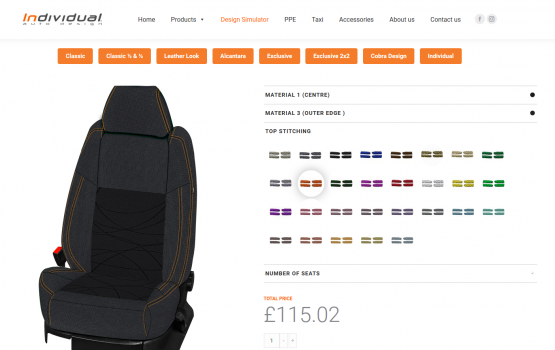 Individual
auto design
Home
Products
Design Simulator
PPE
Taxi
Accessories
About us
Contact us
Classic
Classic ½ & ½
Leather Look
Alcantara
Exclusive
Exclusive 2x2
Cobra Design
Individual
MATERIAL 1 (CENTRE)
MATERIAL 3 (OUTER EDGE )
TOP STITCHING
NUMBER OF SEATS
TOTAL PRICE
£115.02
1
-
+